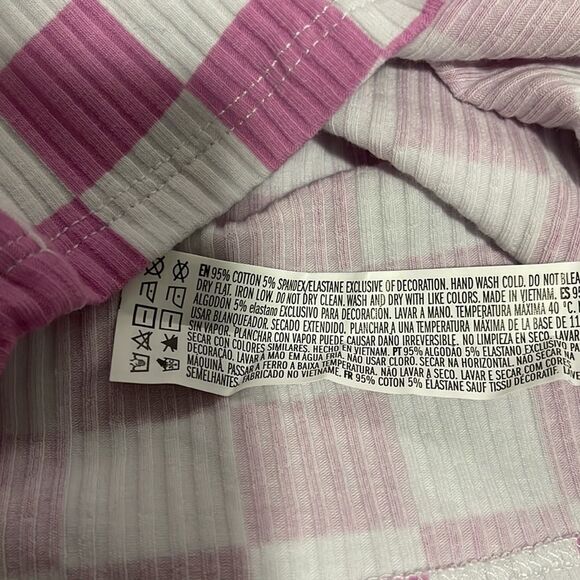 EN 95% COTTON 5% SPANDEX/ELASTANE EXCLUSIVE OF DECORATION. HAND WASH COLD. DO NOT BLEA
DRY FLAT. IRON LOW. DO NOT DRY CLEAN. WASH AND DRY WITH LIKE COLORS. MADE IN VIETNAM. ES 95
ALGODON 5% Elastano EXCLUSIVO PARA DECORACIÓN. LAVAR A MANO. TEMPERATURA MÁXIMA 40 °C.
USAR BLANQUEADOR. SECADO EXTENDIDO. PLANCHAR A UNA TEMPERATURA MÁXIMA DE LA BASE DE 11
SIN VAPOR. PLANCHAR CON VAPOR PUEDE CAUSAR DAÑO IRREVERSIBLE. NO LIMPIEZA EN SECO. LAVAR Y
SECAR CON COLORES SIMILARES. HECHO EN VIETNAM. PT 95% ALGODÃO 5% ELASTANO. EXCLUSIVO PA
DECORAÇÃO. LAVAR A MÃO EM ÁGUA FRIA. NÃO USAR CLORO. SECAR NA HORIZONTAL. NÃO SECAR NA
MÁQUINA. PASSAR A FERRO A BAIXA TEMPERATURA. NÃO LAVAR A SECO. LAVAR E SECAR COM COR
SEMELHANTES. FABRICADO NO VIETNAME. FR 95% COTON 5% ELASTANE SAUF TISSU DÉCORATIF. LAVE